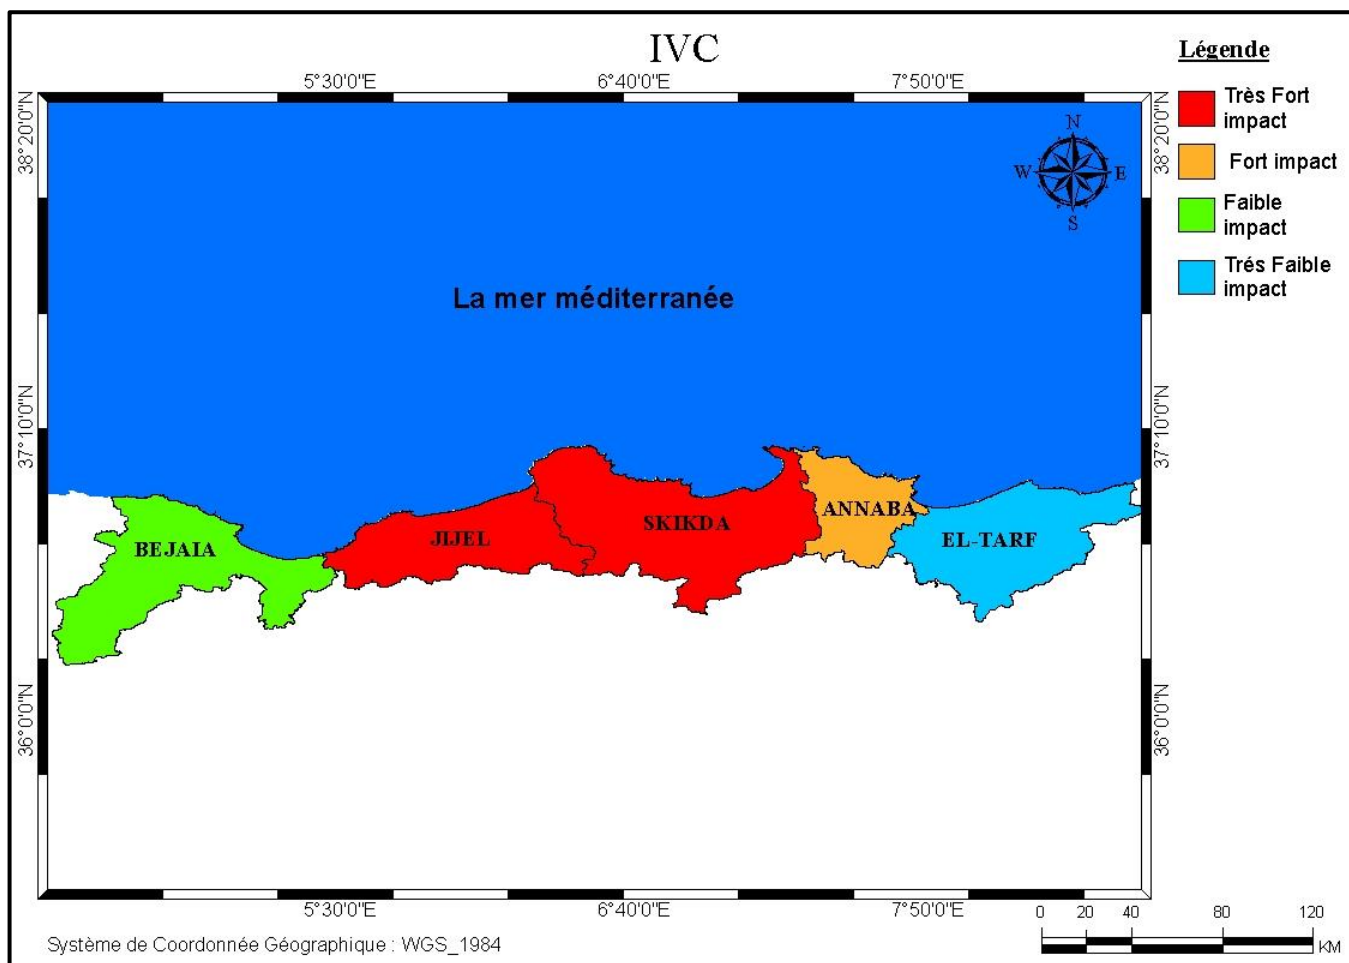 IVC
Légende
Très Fort
impact
Fort impact
Faible
impact
Trés Faible
impact
5°30'0"E
6°40'0"E
7°50'0"E
38°20'0"N
38°20'0"N
N
W
E
S
La mer méditerranée
37°10'0"N
37°10'0"N
BEJAIA
JIJEL
SKIKDA
ANNABA
EL-TARF
36°0'0"N
36°0'0"N
5°30'0"E
6°40'0"E
7°50'0"E
0 20 40 80 120
KM
Système de Coordonnée Géographique : WGS_1984